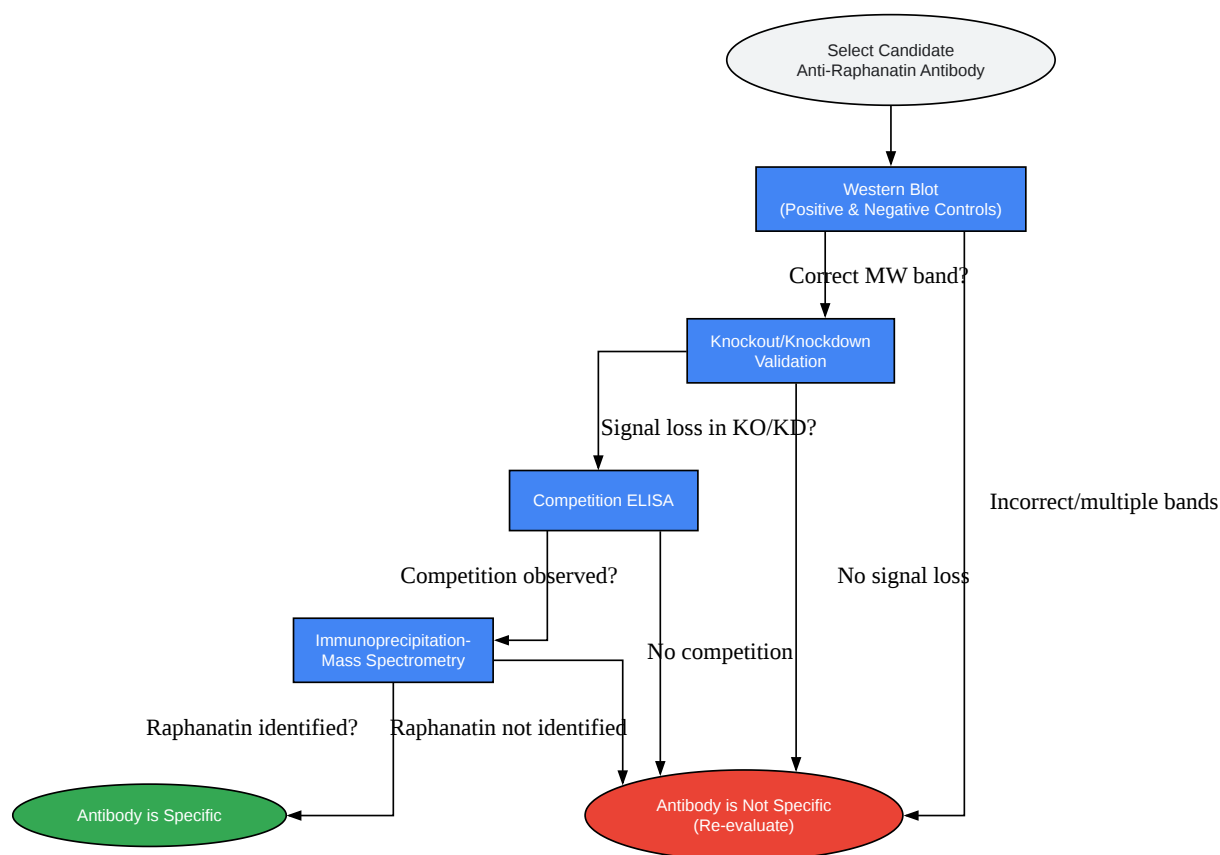 Select Candidate
Anti-Raphanatin Antibody
Western Blot
(Positive & Negative Controls)
Correct MW band?
Knockout/Knockdown
Validation
Signal loss in KO/KD?
Competition ELISA
Incorrect/multiple bands
Competition observed?
No signal loss
Immunoprecipitation-
Mass Spectrometry
No competition
Raphanatin identified?
Raphanatin not identified
Antibody is Specific
Antibody is Not Specific
(Re-evaluate)